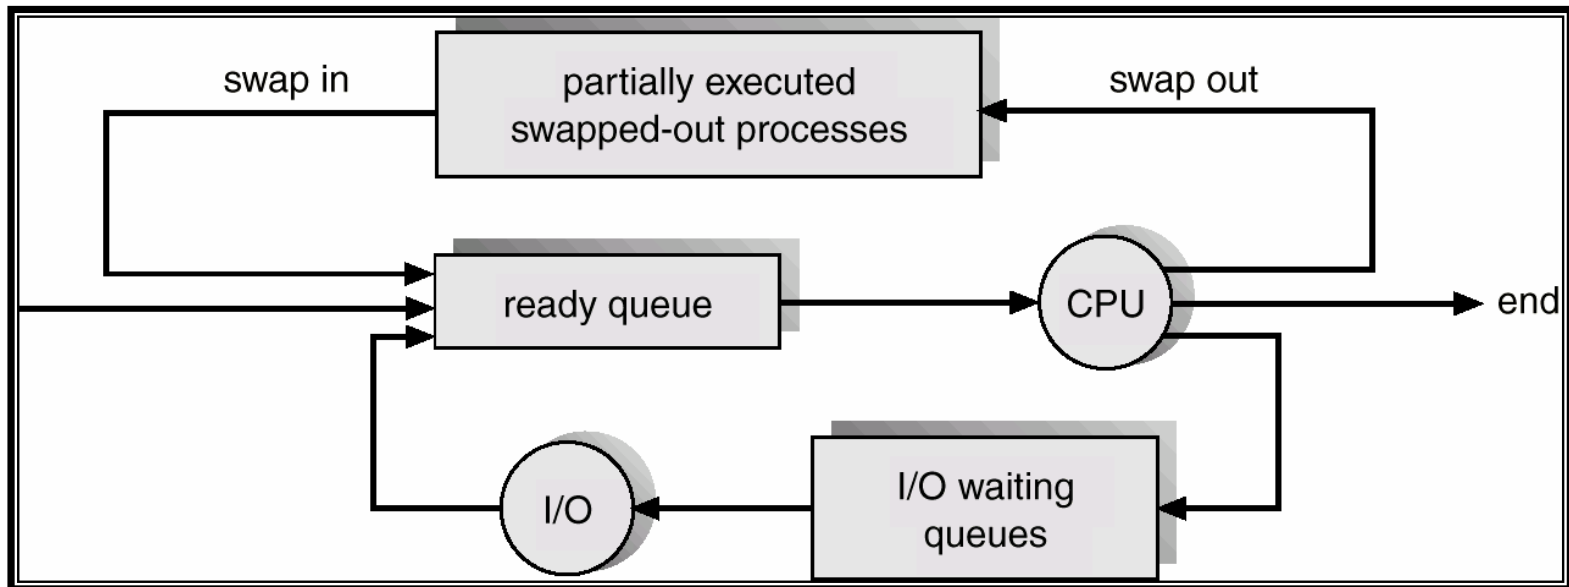 swap in
partially executed
swapped-out processes
swap out
ready queue
CPU
end
I/O
I/O waiting
queues